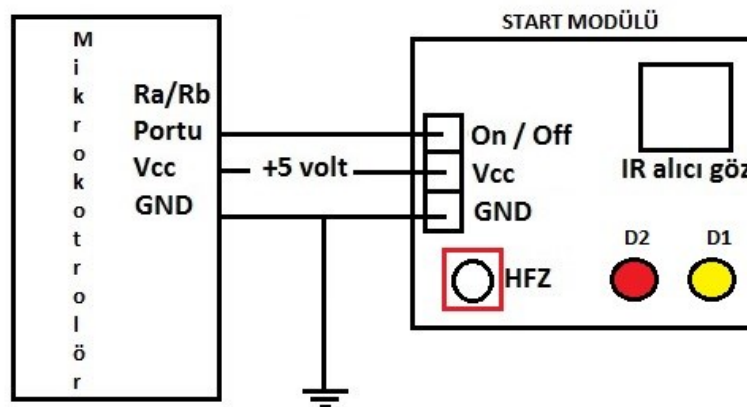 START MODÜLÜ
Mikrokotrolör
Ra/Rb
Portu
Vcc
GND
+5 volt
On / Off
Vcc
GND
IR alıcı göz
HFZ
D2
D1